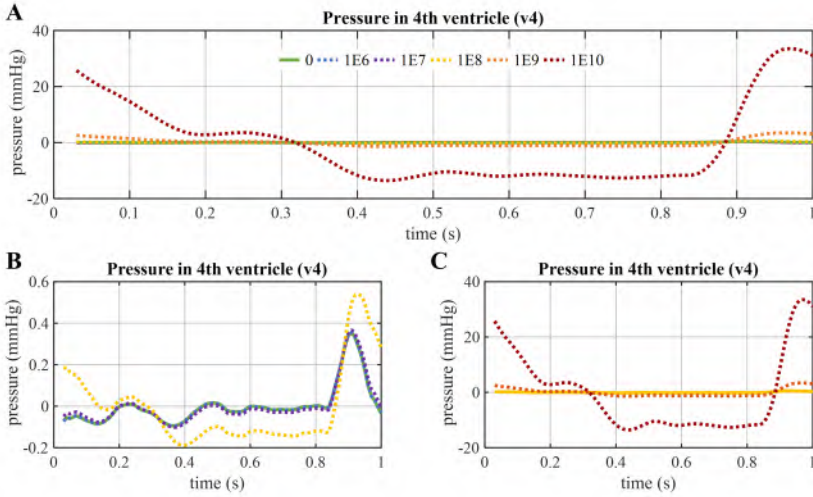 A
Pressure in 4th ventricle (v4)
40
20
0
-20
pressure (mmHg)
0 1E6 1E7 1E8 1E9 1E10
0 0.1 0.2 0.3 0.4 0.5 0.6 0.7 0.8 0.9 1
time (s)
B
Pressure in 4th ventricle (v4)
0.6
0.4
0.2
0
-0.2
pressure (mmHg)
0 0.2 0.4 0.6 0.8 1
time (s)
C
Pressure in 4th ventricle (v4)
40
20
0
-20
pressure (mmHg)
0 0.2 0.4 0.6 0.8 1
time (s)